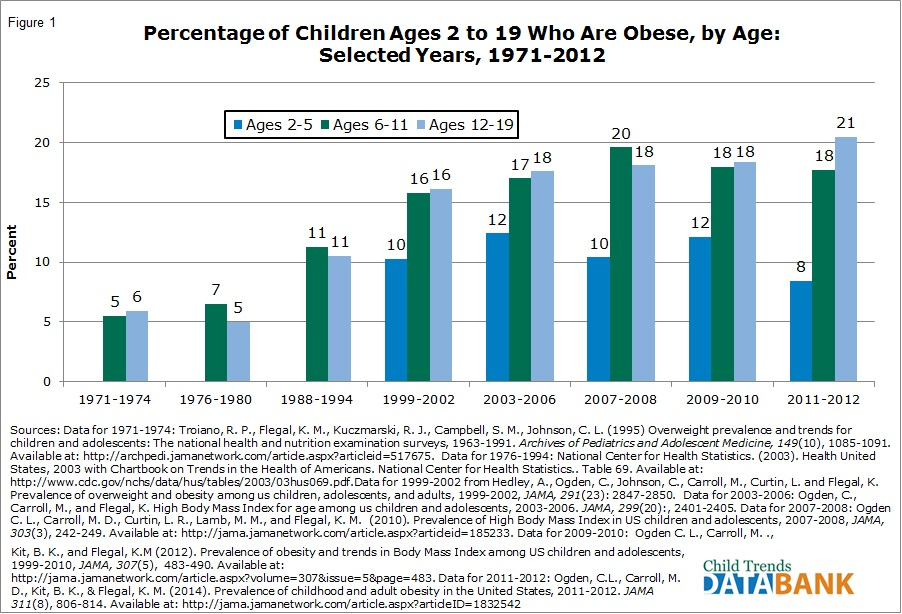 Figure 1
Percentage of Children Ages 2 to 19 Who Are Obese, by Age:
Selected Years, 1971-2012
25
20
15
10
5
0
Percent
Ages 2-5 Ages 6-11 Ages 12-19
5 6
7 5
11 11
10 16 16
12 17 18
10 20 18
12 18 18
8 18 21
1971-1974 1976-1980 1988-1994 1999-2002 2003-2006 2007-2008 2009-2010 2011-2012
Sources: Data for 1971-1974: Troiano, R. P., Flegal, K. M., Kuczmarski, R. J., Campbell, S. M., Johnson, C. L. (1995) Overweight prevalence and trends for
children and adolescents: The national health and nutrition examination surveys, 1963-1991. Archives of Pediatrics and Adolescent Medicine, 149(10), 1085-1091.
Available at: http://archpedi.jamanetwork.com/article.aspx?articleid=517675. Data for 1976-1994: National Center for Health Statistics. (2003). Health United
States, 2003 with Chartbook on Trends in the Health of Americans. National Center for Health Statistics.. Table 69. Available at:
http://www.cdc.gov/nchs/data/hus/tables/2003/03hus069.pdf.Data for 1999-2002 from Hedley, A., Ogden, C., Johnson, C., Carroll, M., Curtin, L. and Flegal, K.
Prevalence of overweight and obesity among us children, adolescents, and adults, 1999-2002, JAMA, 291(23): 2847-2850. Data for 2003-2006: Ogden, C.,
Carroll, M., and Flegal, K. High Body Mass Index for age among us children and adolescents, 2003-2006. JAMA, 299(20):, 2401-2405. Data for 2007-2008: Ogden
C. L., Carroll, M. D., Curtin, L. R., Lamb, M. M., and Flegal, K. M. (2010). Prevalence of High Body Mass Index in US children and adolescents, 2007-2008, JAMA,
303(3), 242-249. Available at: http://jama.jamanetwork.com/article.aspx?articleid=185233. Data for 2009-2010: Ogden C. L., Carroll, M. .,
Kit, B. K., and Flegal, K.M (2012). Prevalence of obesity and trends in Body Mass Index among US children and adolescents,
1999-2010, JAMA, 307(5), 483-490. Available at:
http://jama.jamanetwork.com/article.aspx?volume=307&issue=5&page=483. Data for 2011-2012: Ogden, C.L., Carroll, M.
D., Kit, B. K., & Flegal, K. M. (2014). Prevalence of childhood and adult obesity in the United States, 2011-2012. JAMA
311(8), 806-814. Available at: http://jama.jamanetwork.com/article.aspx?articleID=1832542
Child Trends
DATABANK